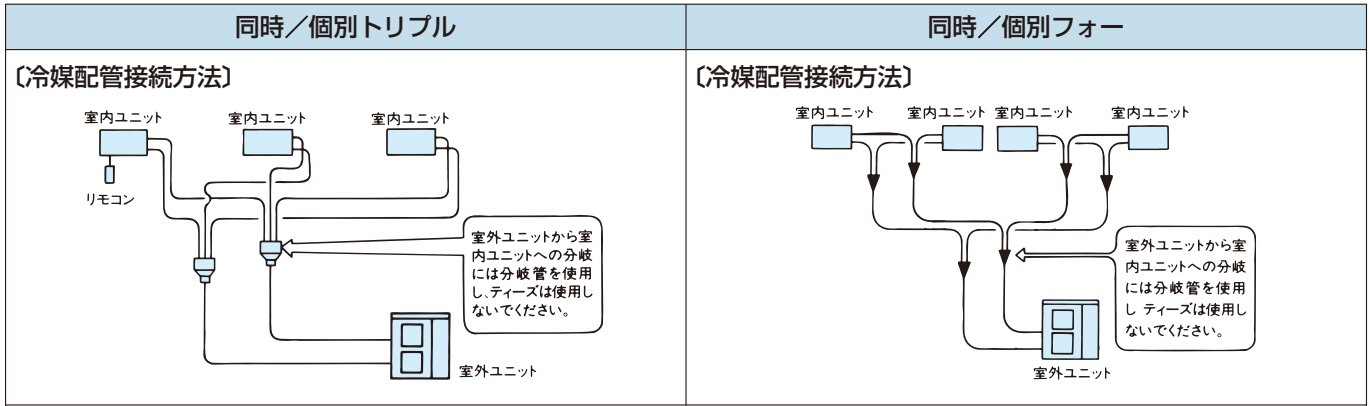 同時／個別トリプル
〔冷媒配管接続方法〕
室内ユニット
室内ユニット
室内ユニット
リモコン
室外ユニットから室
内ユニットへの分岐
には分岐管を使用
し、ティーズは使用し
ないでください。
室外ユニット
同時／個別フォー
〔冷媒配管接続方法〕
室内ユニット
室内ユニット
室内ユニット
室内ユニット
室外ユニットから室
内ユニットへの分岐
には分岐管を使用
し ティーズは使用し
ないでください。
室外ユニット